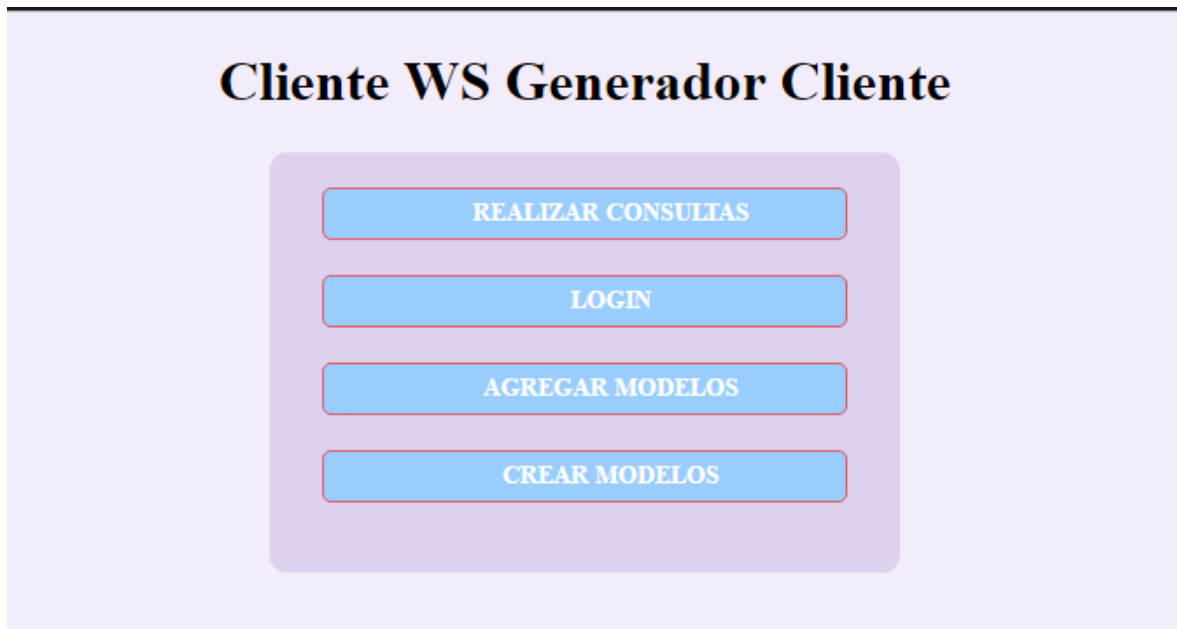 Cliente WS Generador Cliente
REALIZAR CONSULTAS
LOGIN
AGREGAR MODELOS
CREAR MODELOS